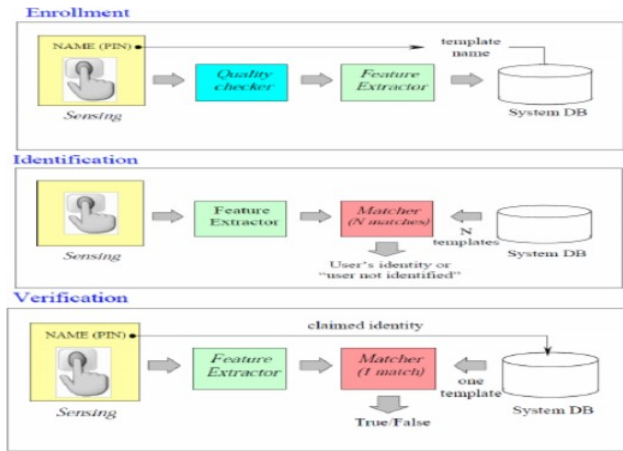 Enrollment
NAME (PIN)
template
name
Quality
checker
Feature
Extractor
Sensing
System DB
Identification
Feature
Extractor
Matcher
(N matches)
N
templates
Sensing
System DB
User's identity or
"user not identified"
Verification
NAME (PIN)
claimed identity
Feature
Extractor
Matcher
(1 match)
one
template
Sensing
System DB
True/False